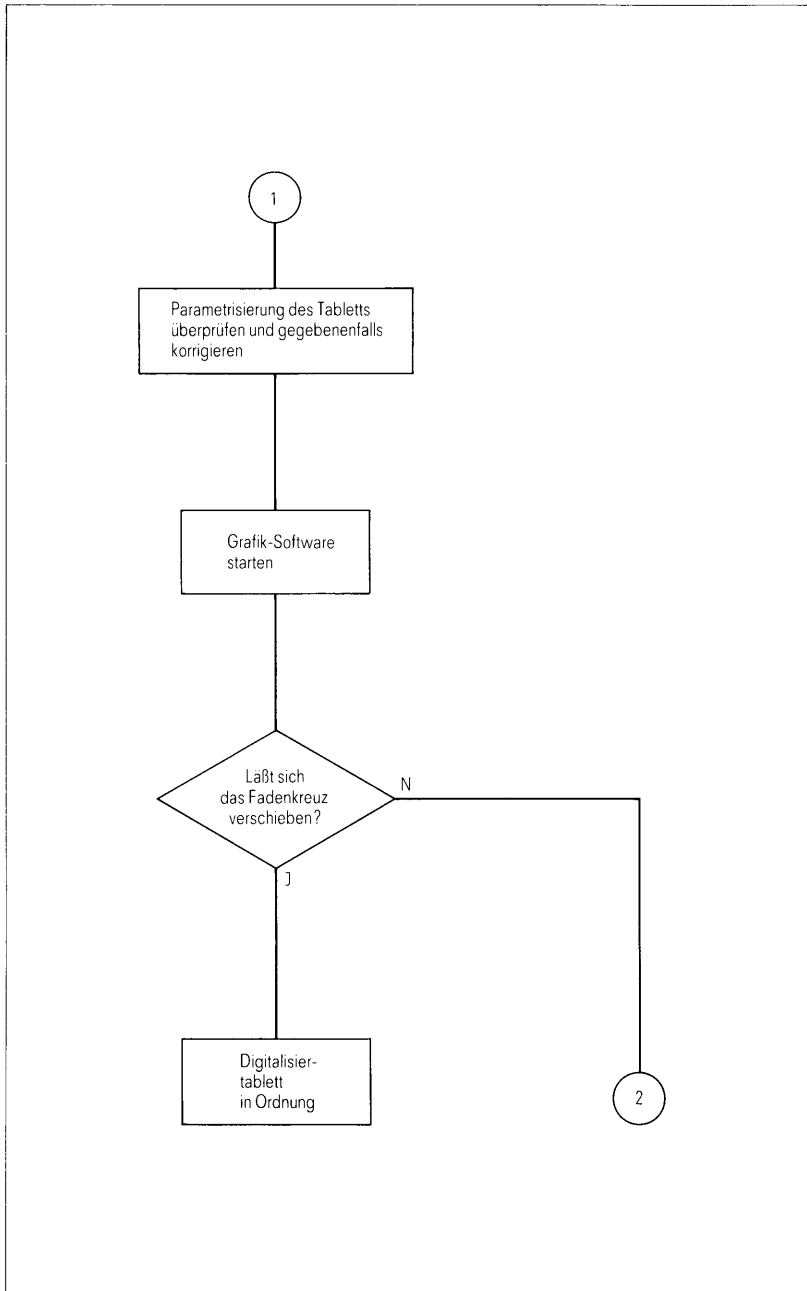 1
Parametrisierung des Tabletts
überprüfen und gegebenenfalls
korrigieren
Grafik-Software
starten
Läßt sich
das Fadenkreuz
verschieben?
N
J
Digitalisier-
tablett
in Ordnung
2